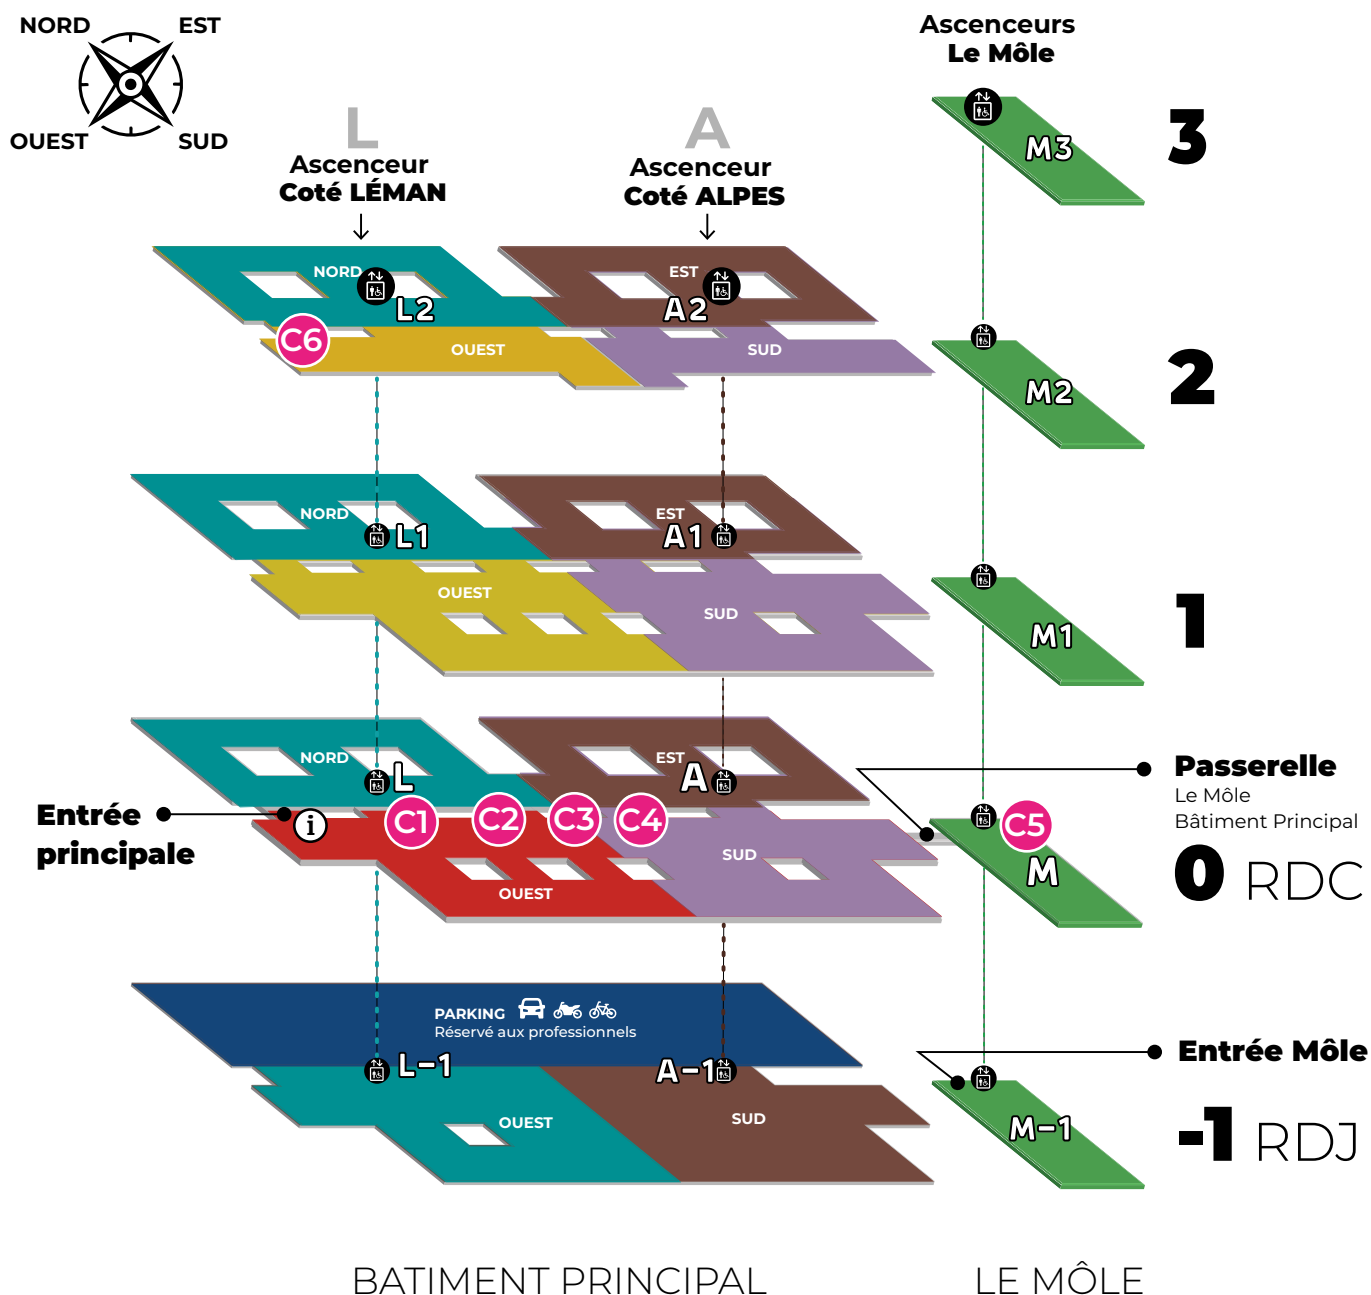 NORD EST
OUEST SUD
L
Ascenceur
Coté LÉMAN
A
Ascenceur
Coté ALPES
Ascenceurs
Le Môle
M3
3
NORD
L2
EST
A2
C6
OUEST
SUD
M2
2
NORD
L1
EST
A1
OUEST
SUD
M1
1
NORD
L
EST
A
Entrée
principale
i
C1
C2
C3
C4
OUEST
SUD
C5
M
Passerelle
Le Môle
Bâtiment Principal
0 RDC
PARKING
Réservé aux professionnels
L-1
A-1
OUEST
SUD
Entrée Môle
M-1
-1 RDJ
BATIMENT PRINCIPAL
LE MÔLE